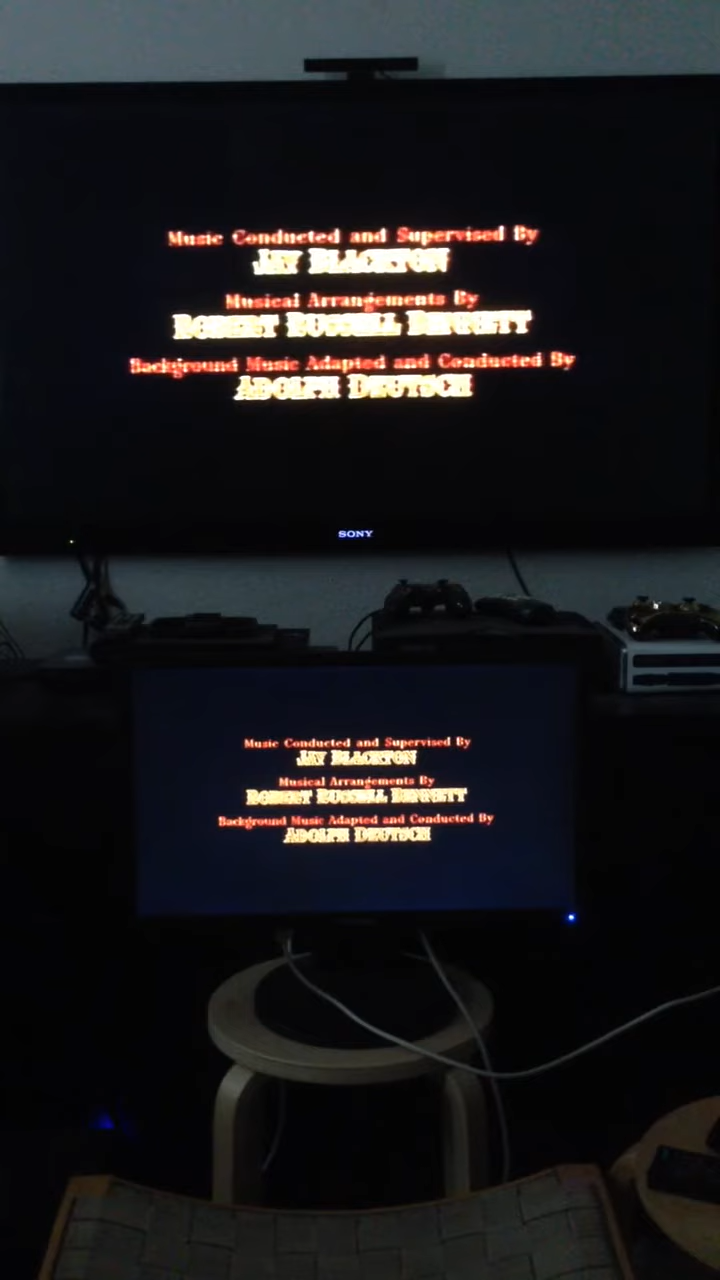 Music Conducted and Supervised By
JAY BLACKTON
Musical Arrangements By
ROBERT RUSSELL BENNETT
Background Music Adapted and Conducted By
ADOLPH DEUTSCH
SONY
Music Conducted and Supervised By
JAY BLACKTON
Musical Arrangements By
ROBERT RUSSELL BENNETT
Background Music Adapted and Conducted By
ADOLPH DEUTSCH